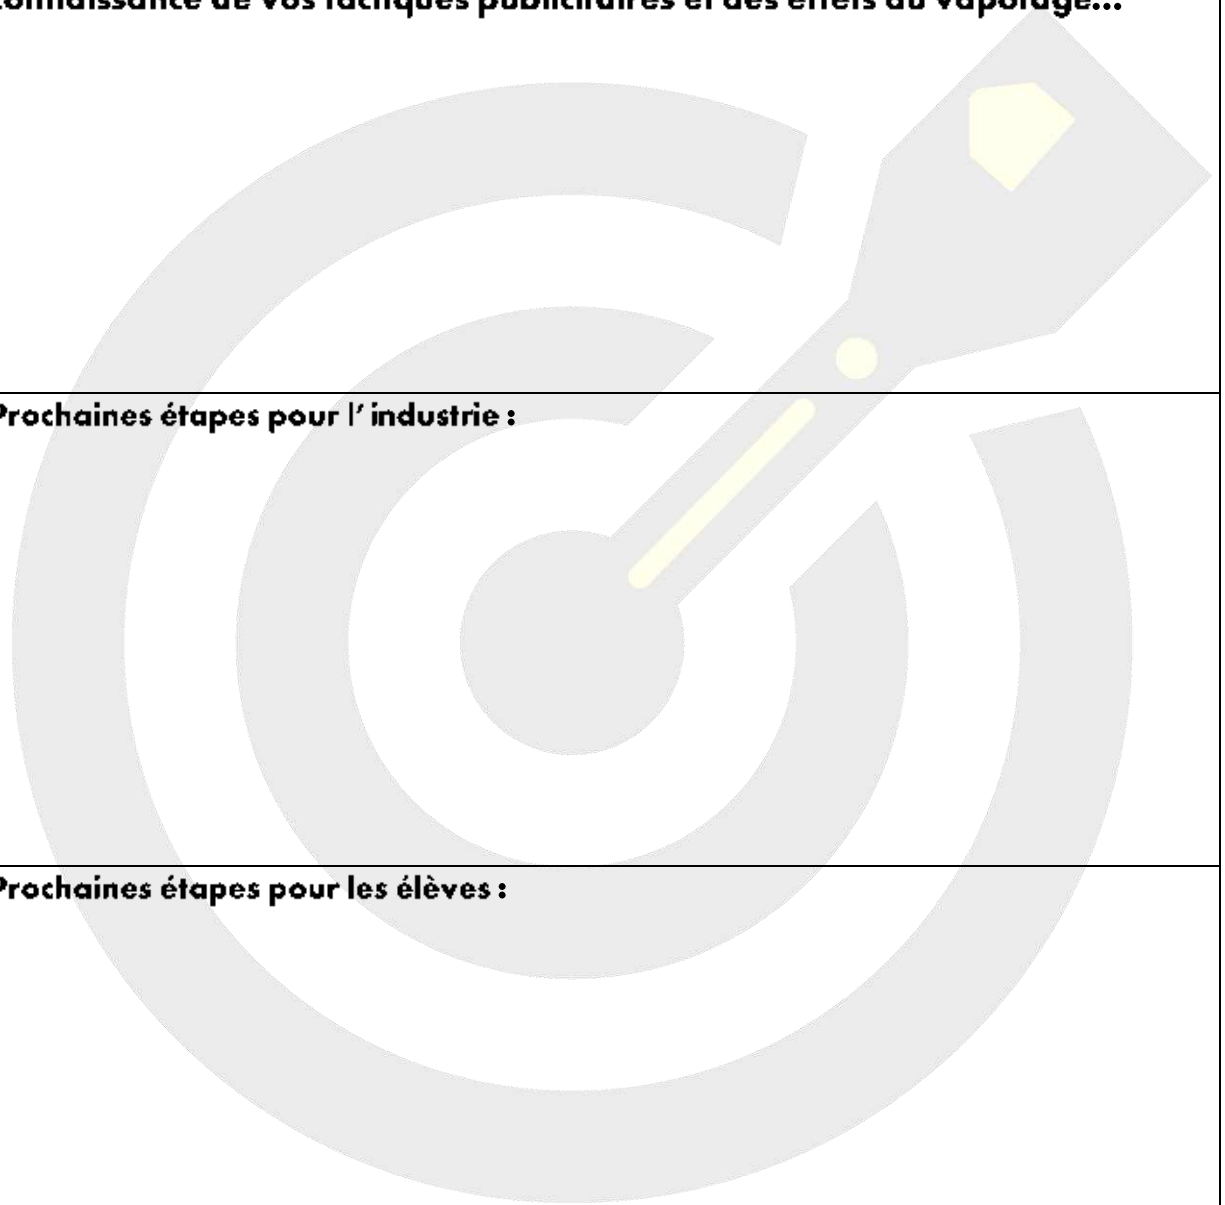 connaissance de vos tactiques publicitaires et des effets du vapotage...
Prochaines étapes pour l' industrie :
Prochaines étapes pour les élèves :